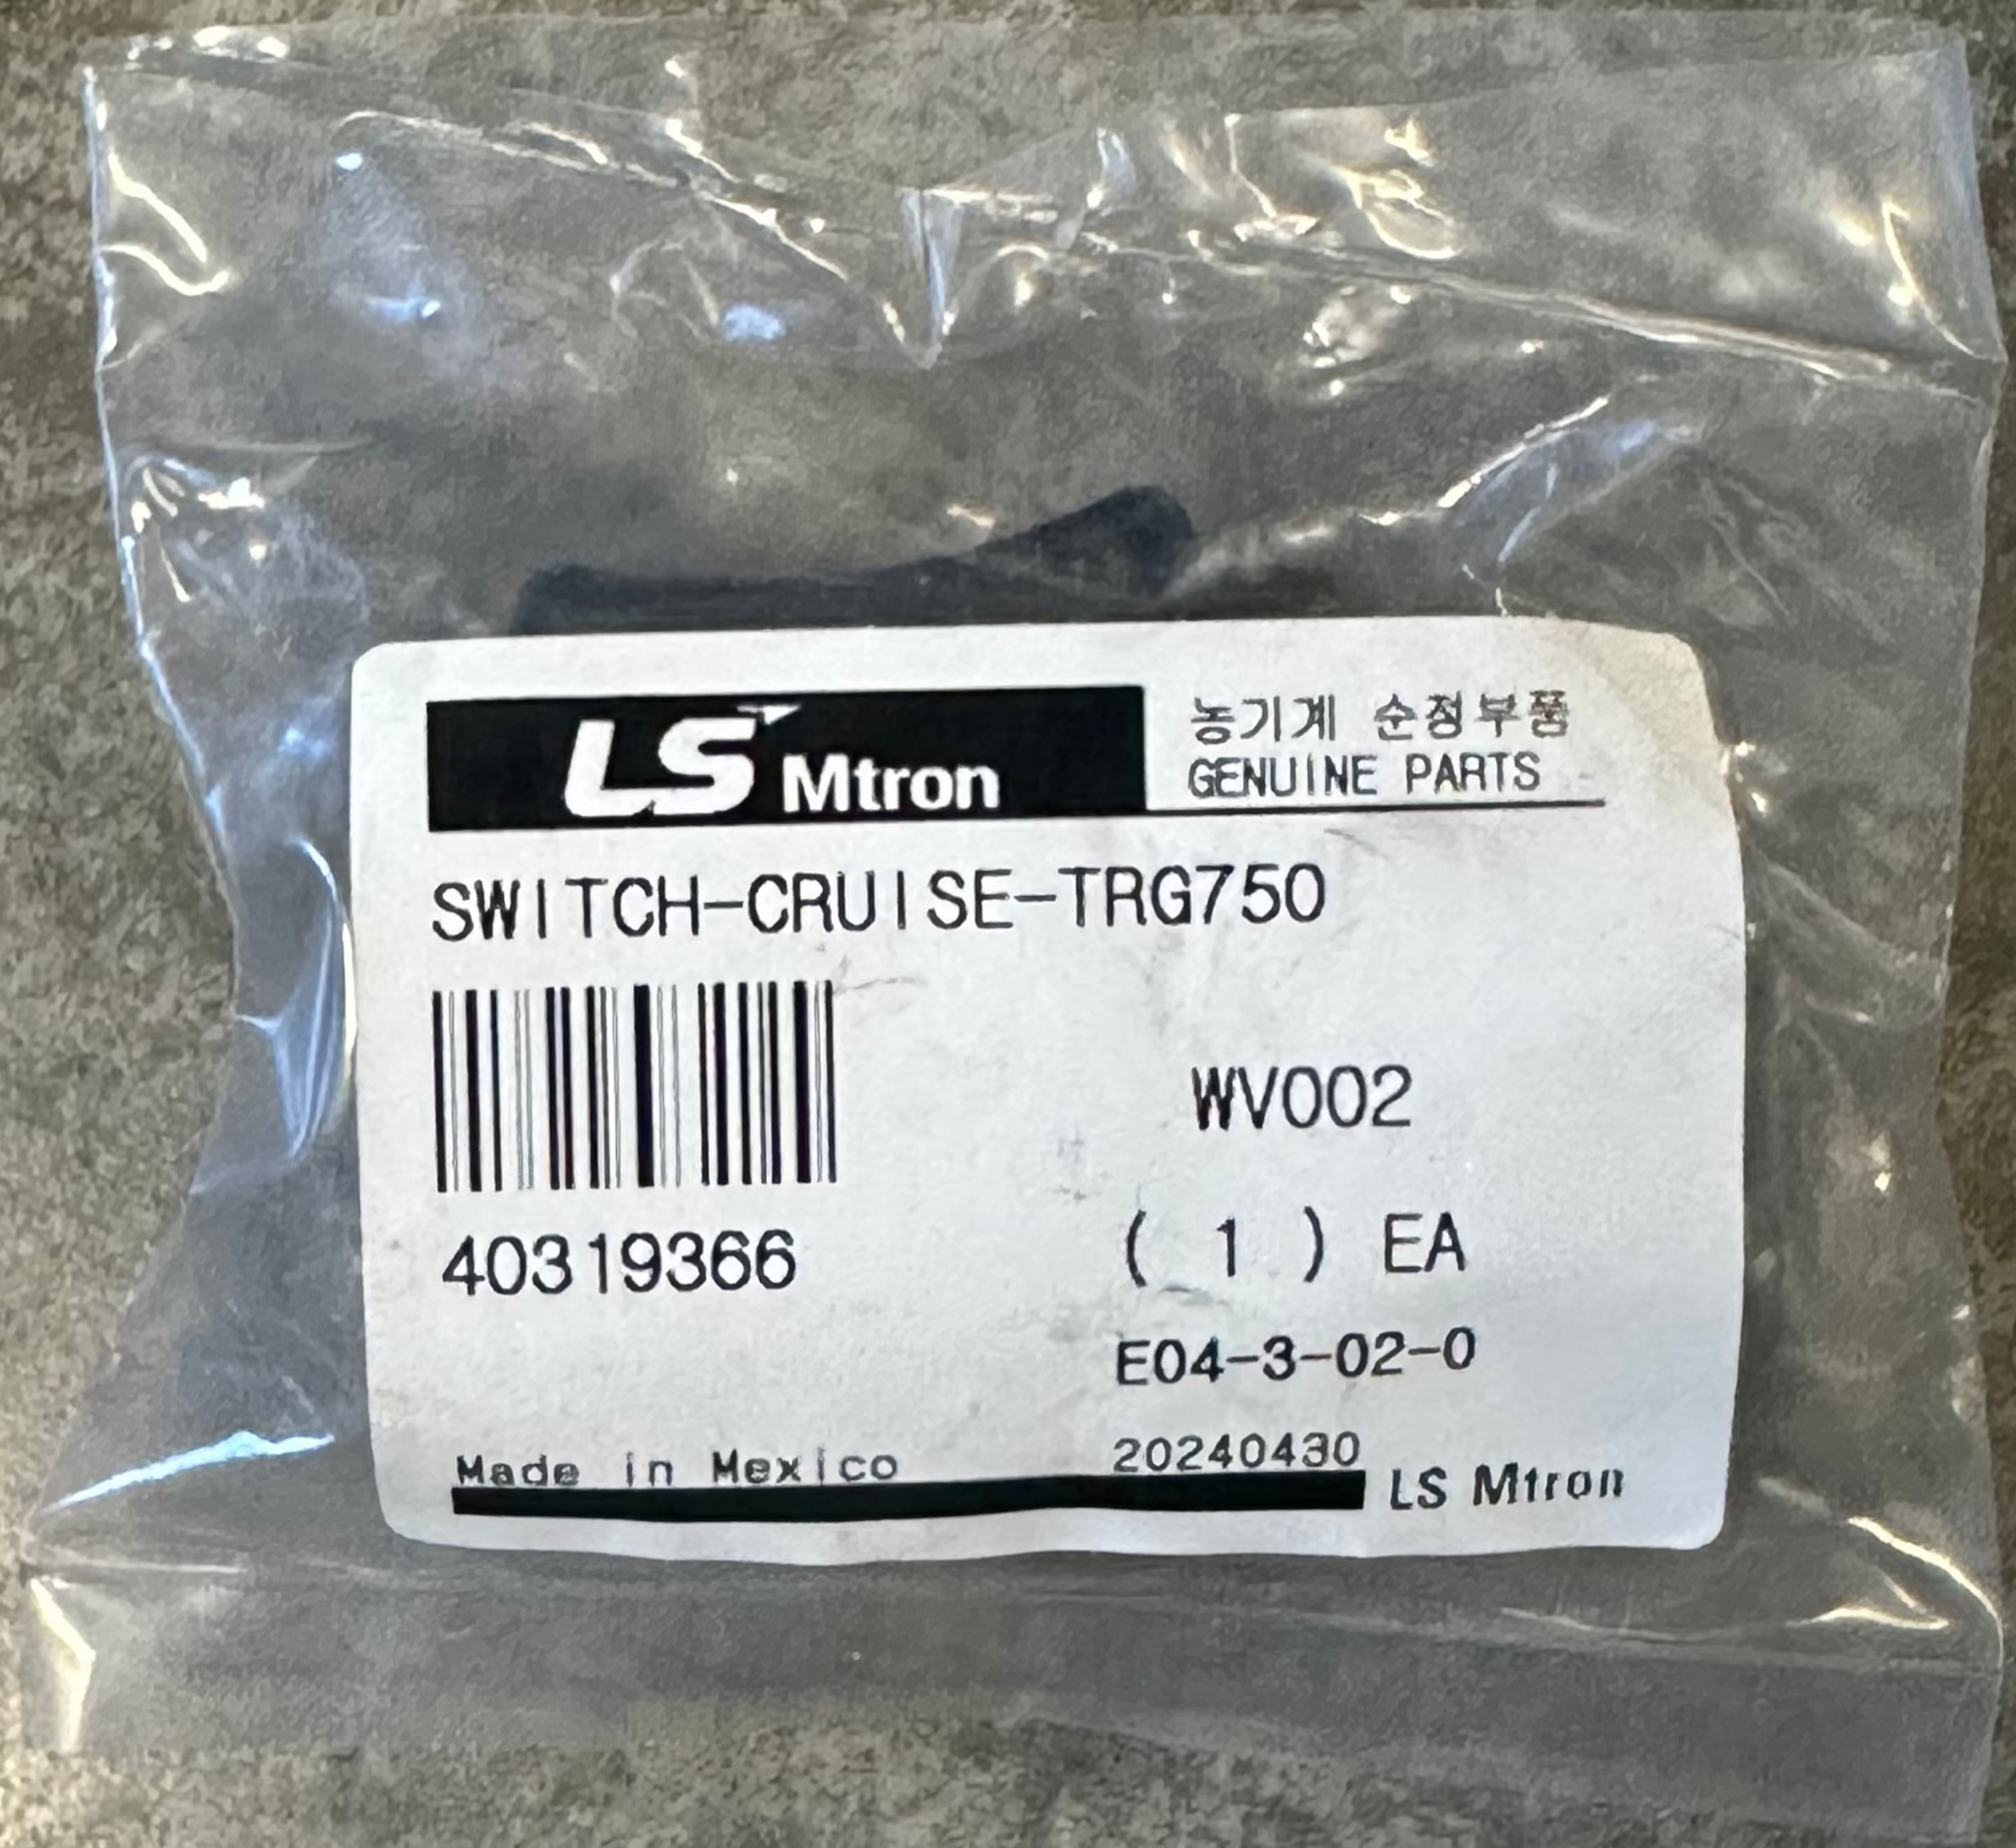 LS Mtron
농기계 순정부품
GENUINE PARTS
SWITCH-CRUISE-TRG750
WV002
40319366
( 1 ) EA
E04-3-02-0
Made in Mexico
20240430
LS Mtron